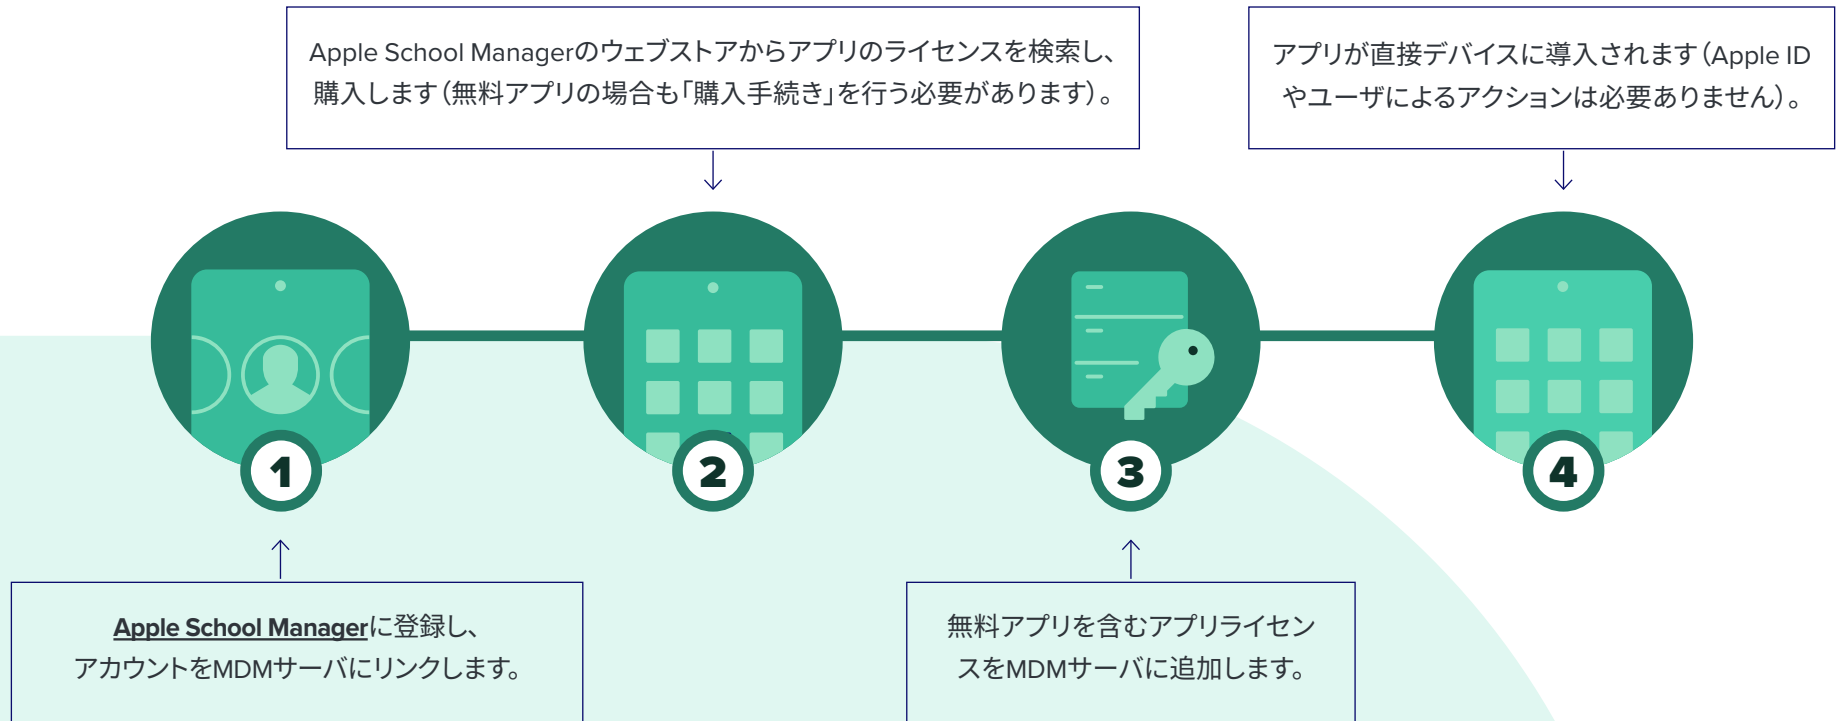 Apple School Managerのウェブストアからアプリのライセンスを検索し、
購入します（無料アプリの場合も「購入手続き」を行う必要があります）。
アプリが直接デバイスに導入されます（Apple ID
やユーザによるアクションは必要ありません）。
1
2
3
4
Apple School Managerに登録し、
アカウントをMDMサーバにリンクします。
無料アプリを含むアプリライセン
スをMDMサーバに追加します。